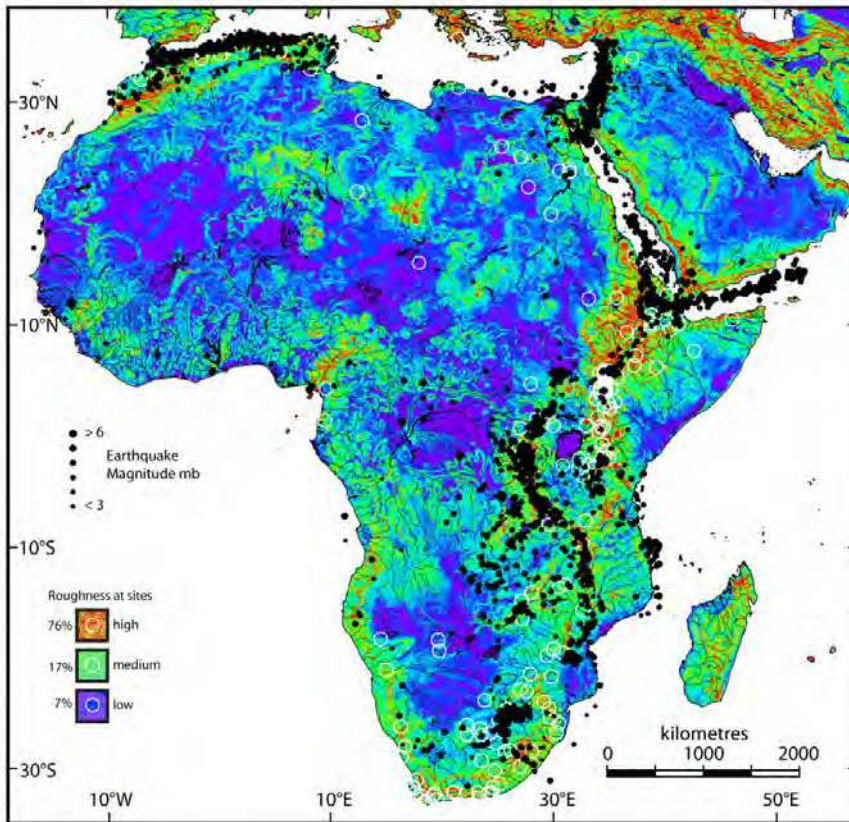 30°N
10°N
> 6
Earthquake
Magnitude mb
< 3
10°S
Roughness at sites
76% high
17% medium
7% low
kilometres
0 1000 2000
30°S
10°W 10°E 30°E 50°E